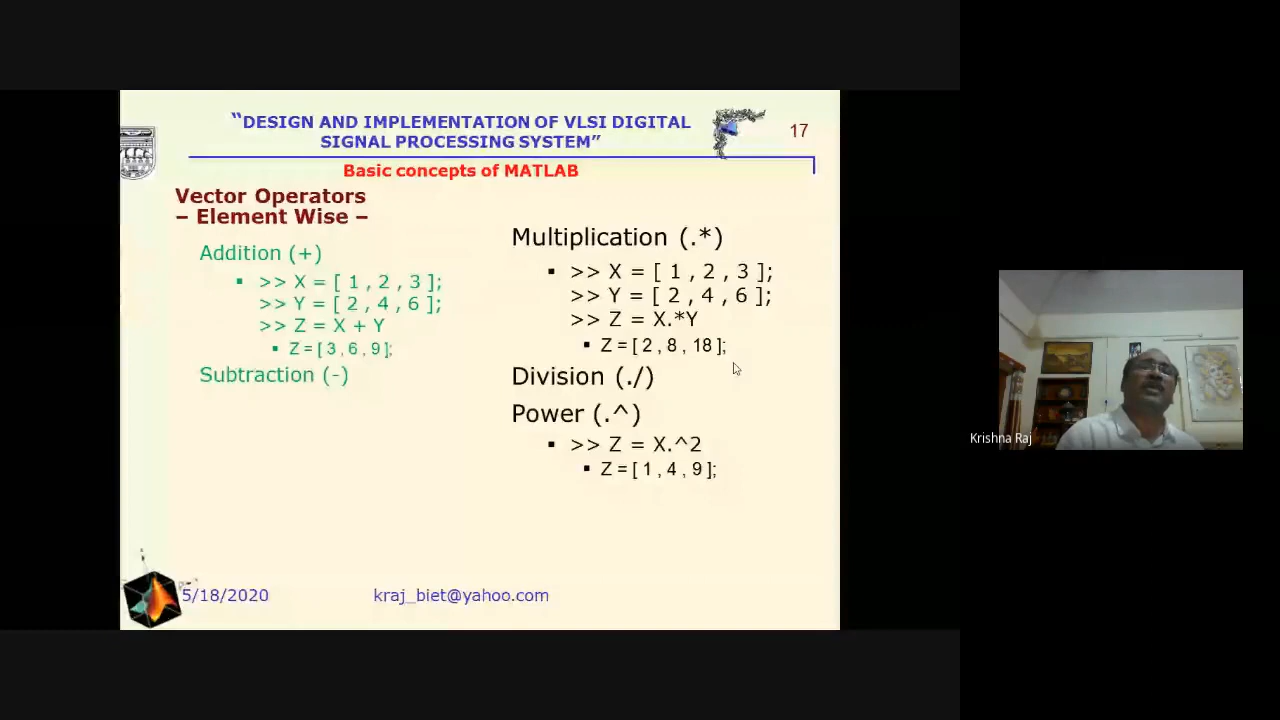 “DESIGN AND IMPLEMENTATION OF VLSI DIGITAL
SIGNAL PROCESSING SYSTEM”
17
Basic concepts of MATLAB
Vector Operators
– Element Wise –
Addition (+)
▪ >> X = [ 1 , 2 , 3 ];
>> Y = [ 2 , 4 , 6 ];
>> Z = X + Y
▪ Z = [ 3 , 6 , 9 ];
Subtraction (-)
Multiplication (.*)
▪ >> X = [ 1 , 2 , 3 ];
>> Y = [ 2 , 4 , 6 ];
>> Z = X.*Y
▪ Z = [ 2 , 8 , 18 ];
Division (./)
Power (.^)
▪ >> Z = X.^2
▪ Z = [ 1 , 4 , 9 ];
5/18/2020
kraj_biet@yahoo.com
Krishna Raj